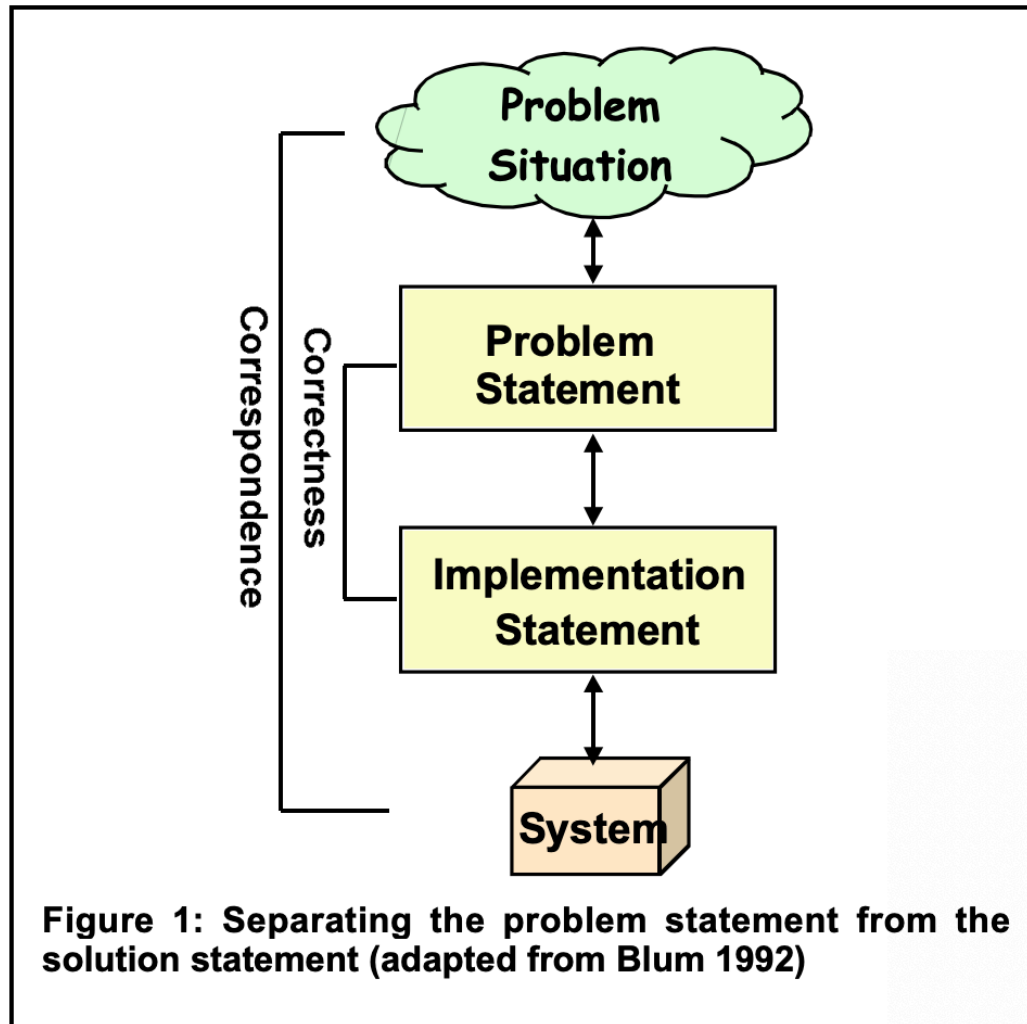 Problem
Situation
Correspondence
Correctness
Problem
Statement
Implementation
Statement
System
Figure 1: Separating the problem statement from the
solution statement (adapted from Blum 1992)